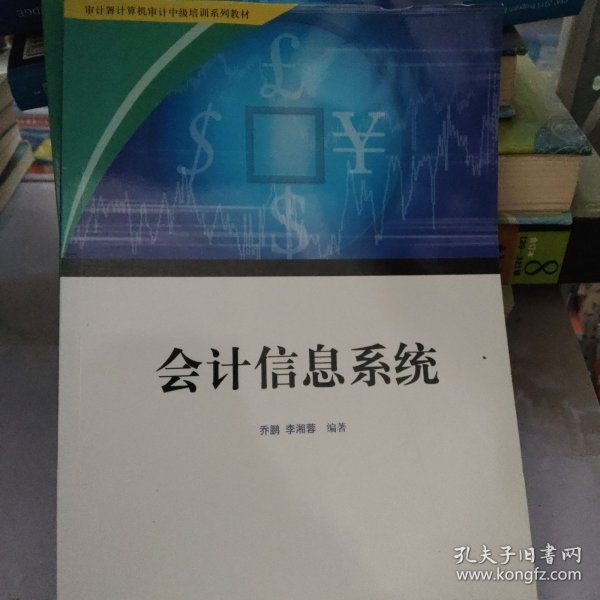 审计署计算机审计中级培训系列教材
£
$
¥
$
会计信息系统
乔鹏 李湘蓉 编著
8
孔夫子旧书网
www.kongfz.com